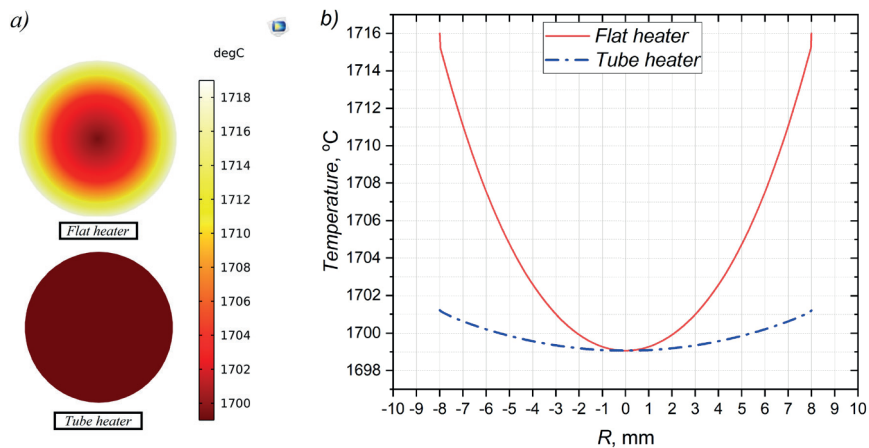 a)
degC
1718
1716
1714
1712
1710
1708
1706
1704
1702
1700
Flat heater
Tube heater
b)
Flat heater
Tube heater
Temperature, ºC
1716
1714
1712
1710
1708
1706
1704
1702
1700
1698
-10 -9 -8 -7 -6 -5 -4 -3 -2 -1 0 1 2 3 4 5 6 7 8 9 10
R, mm